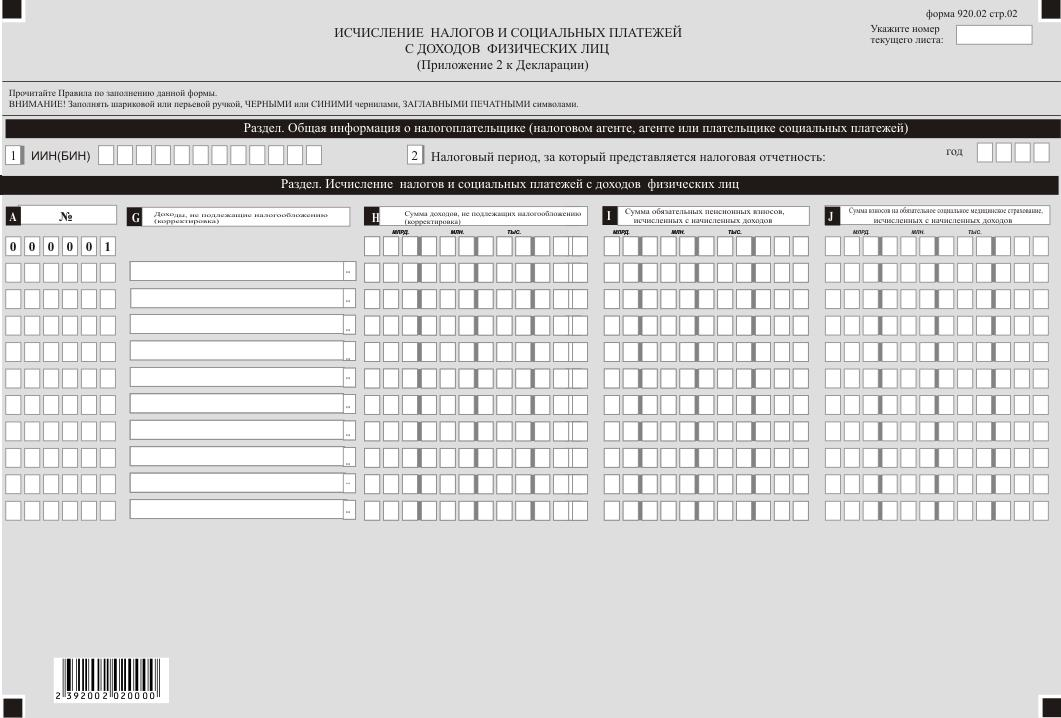 форма 920.02 стр.02
ИСЧИСЛЕНИЕ НАЛОГОВ И СОЦИАЛЬНЫХ ПЛАТЕЖЕЙ
С ДОХОДОВ ФИЗИЧЕСКИХ ЛИЦ
(Приложение 2 к Декларации)
Укажите номер
текущего листа:
Прочитайте Правила по заполнению данной формы.
ВНИМАНИЕ! Заполнять шариковой или перьевой ручкой, ЧЕРНЫМИ или СИНИМИ чернилами, ЗАГЛАВНЫМИ ПЕЧАТНЫМИ символами.
Раздел. Общая информация о налогоплательщике (налоговом агенте, агенте или плательщике социальных платежей)
1 ИИН(БИН) 2 Налоговый период, за который представляется налоговая отчетность: год
Раздел. Исчисление налогов и социальных платежей с доходов физических лиц
A №
G Доходы, не подлежащие налогообложению
(корректировка)
H Сумма доходов, не подлежащих налогообложению
(корректировка)
I Сумма обязательных пенсионных взносов,
исчисленных с начисленных доходов
J Сумма взносов на обязательное социальное медицинское страхование,
исчисленных с начисленных доходов
МЛРД. МЛН. ТЫС. МЛРД. МЛН. ТЫС. МЛРД. МЛН. ТЫС.
0 0 0 0 0 1
2 392002 020000